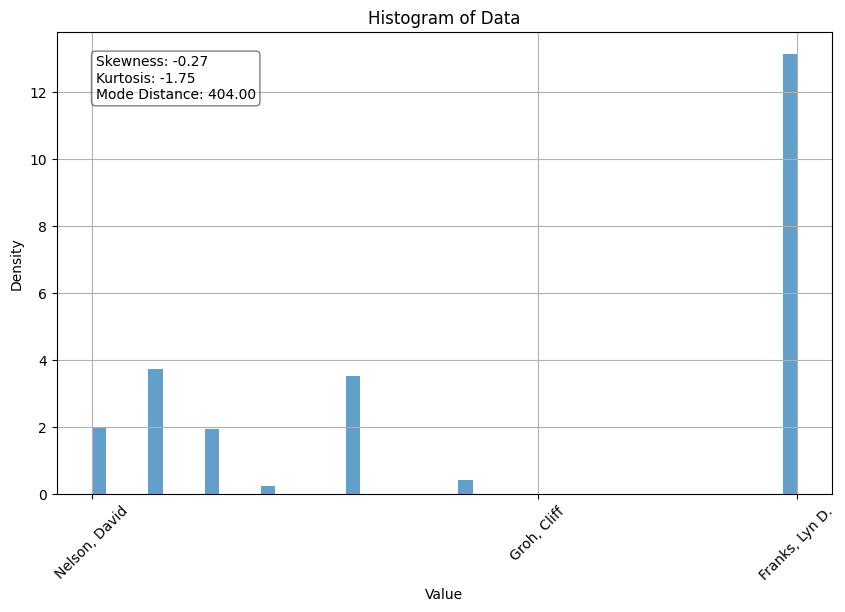 Histogram of Data
Skewness: -0.27
Kurtosis: -1.75
Mode Distance: 404.00
12
10
8
6
4
2
0
Density
Nelson, David
Groh, Cliff
Franks, Lyn D.
Value